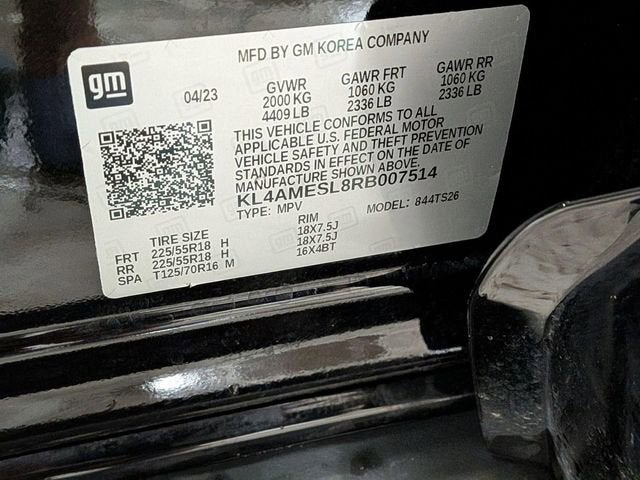 MFD BY GM KOREA COMPANY
gm
04/23 GVWR GAWR FRT GAWR RR
2000 KG 1060 KG 1060 KG
4409 LB 2336 LB 2336 LB
THIS VEHICLE CONFORMS TO ALL
APPLICABLE U.S. FEDERAL MOTOR
VEHICLE SAFETY AND THEFT PREVENTION
STANDARDS IN EFFECT ON THE DATE OF
MANUFACTURE SHOWN ABOVE.
KL4AMESL8RB007514
TYPE: MPV MODEL: 844TS26
TIRE SIZE RIM
FRT 225/55R18 H 18X7.5J
RR 225/55R18 H 18X7.5J
SPA T125/70R16 M 16X4BT